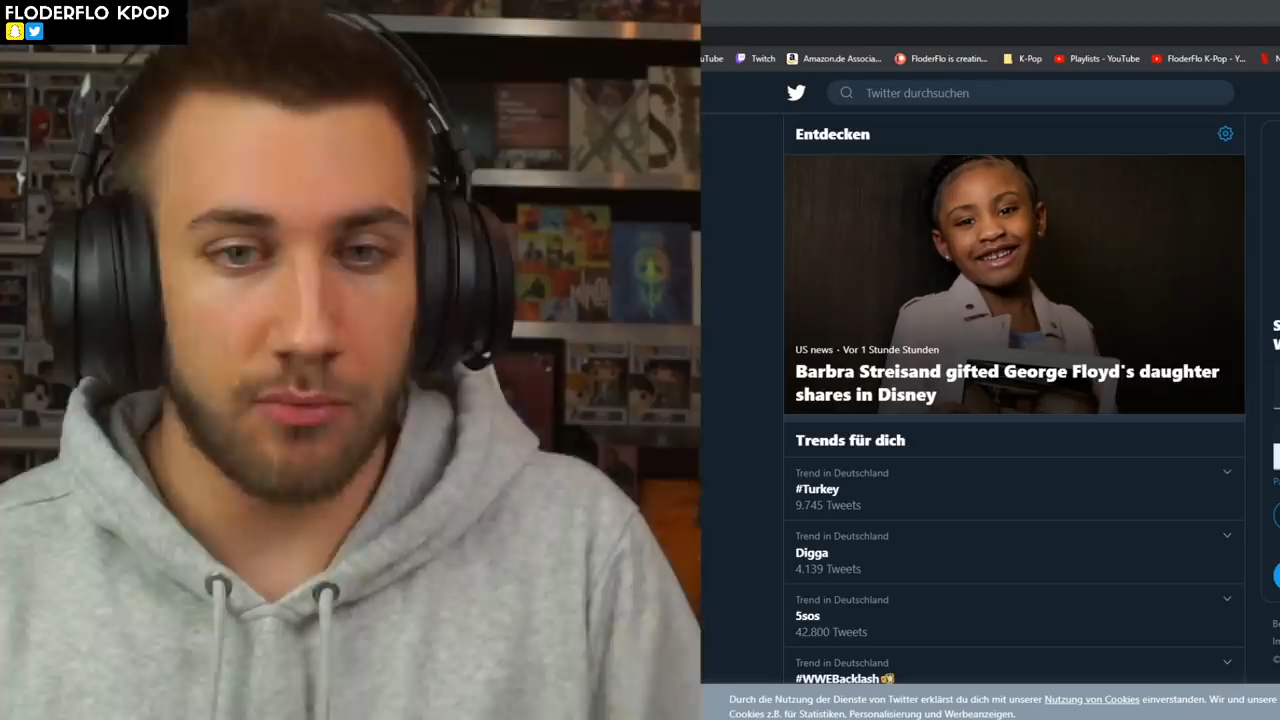 FLODERFLO KPOP
uTube
Twitch
Amazon.de Associa...
FloderFlo is creatin...
K-Pop
Playlists - YouTube
FloderFlo K-Pop - Y...
Twitter durchsuchen
Entdecken
US news · Vor 1 Stunde Stunden
Barbra Streisand gifted George Floyd's daughter
shares in Disney
Trends für dich
Trend in Deutschland
#Turkey
9.745 Tweets
Trend in Deutschland
Digga
4.139 Tweets
Trend in Deutschland
5sos
42.800 Tweets
Trend in Deutschland
#WWEBacklash
Durch die Nutzung der Dienste von Twitter erklärst du dich mit unserer Nutzung von Cookies einverstanden. Wir und unsere
Cookies z.B. für Statistiken, Personalisierung und Werbeanzeigen.